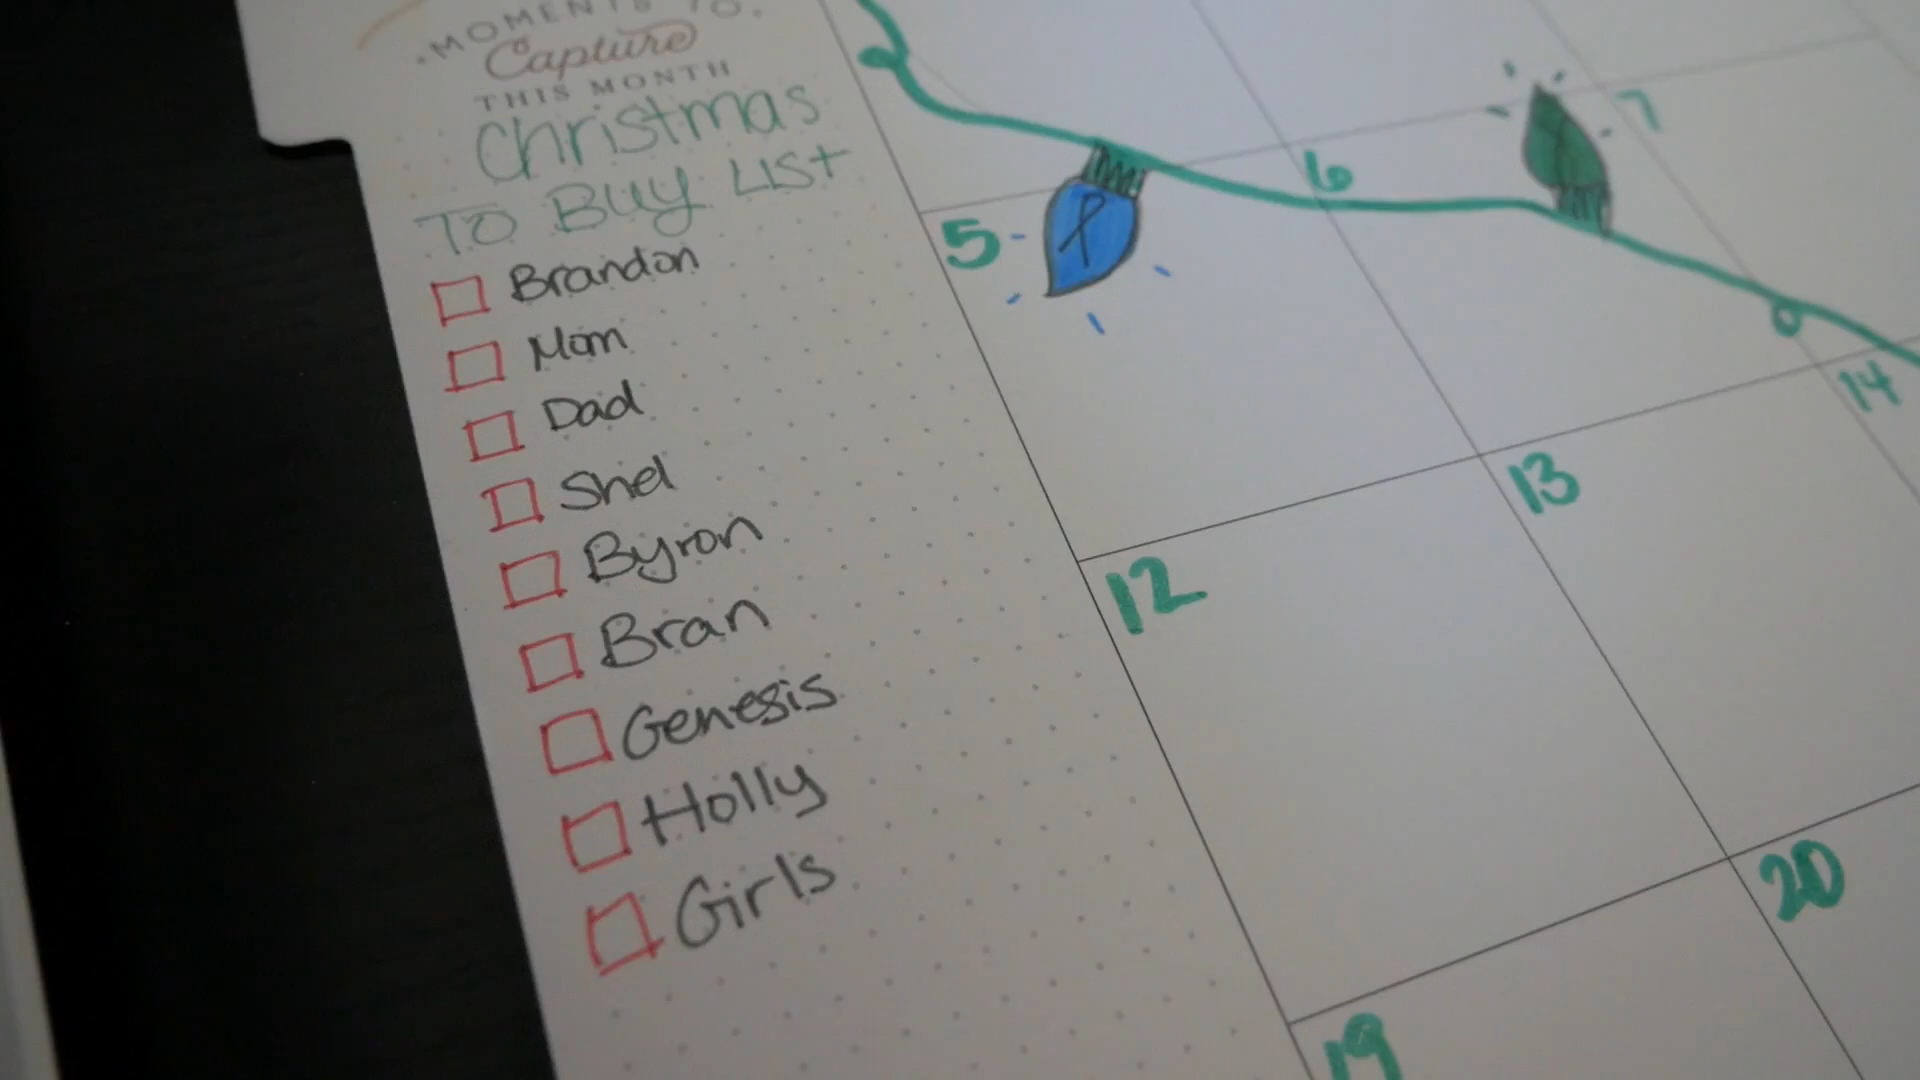 ·MOMENTS TO·
Capture
THIS MONTH
Christmas
TO BUY LIST
Brandon
Mom
Dad
Shel
Byron
Bran
Genesis
Holly
Girls
5
6
7
12
13
14
19
20